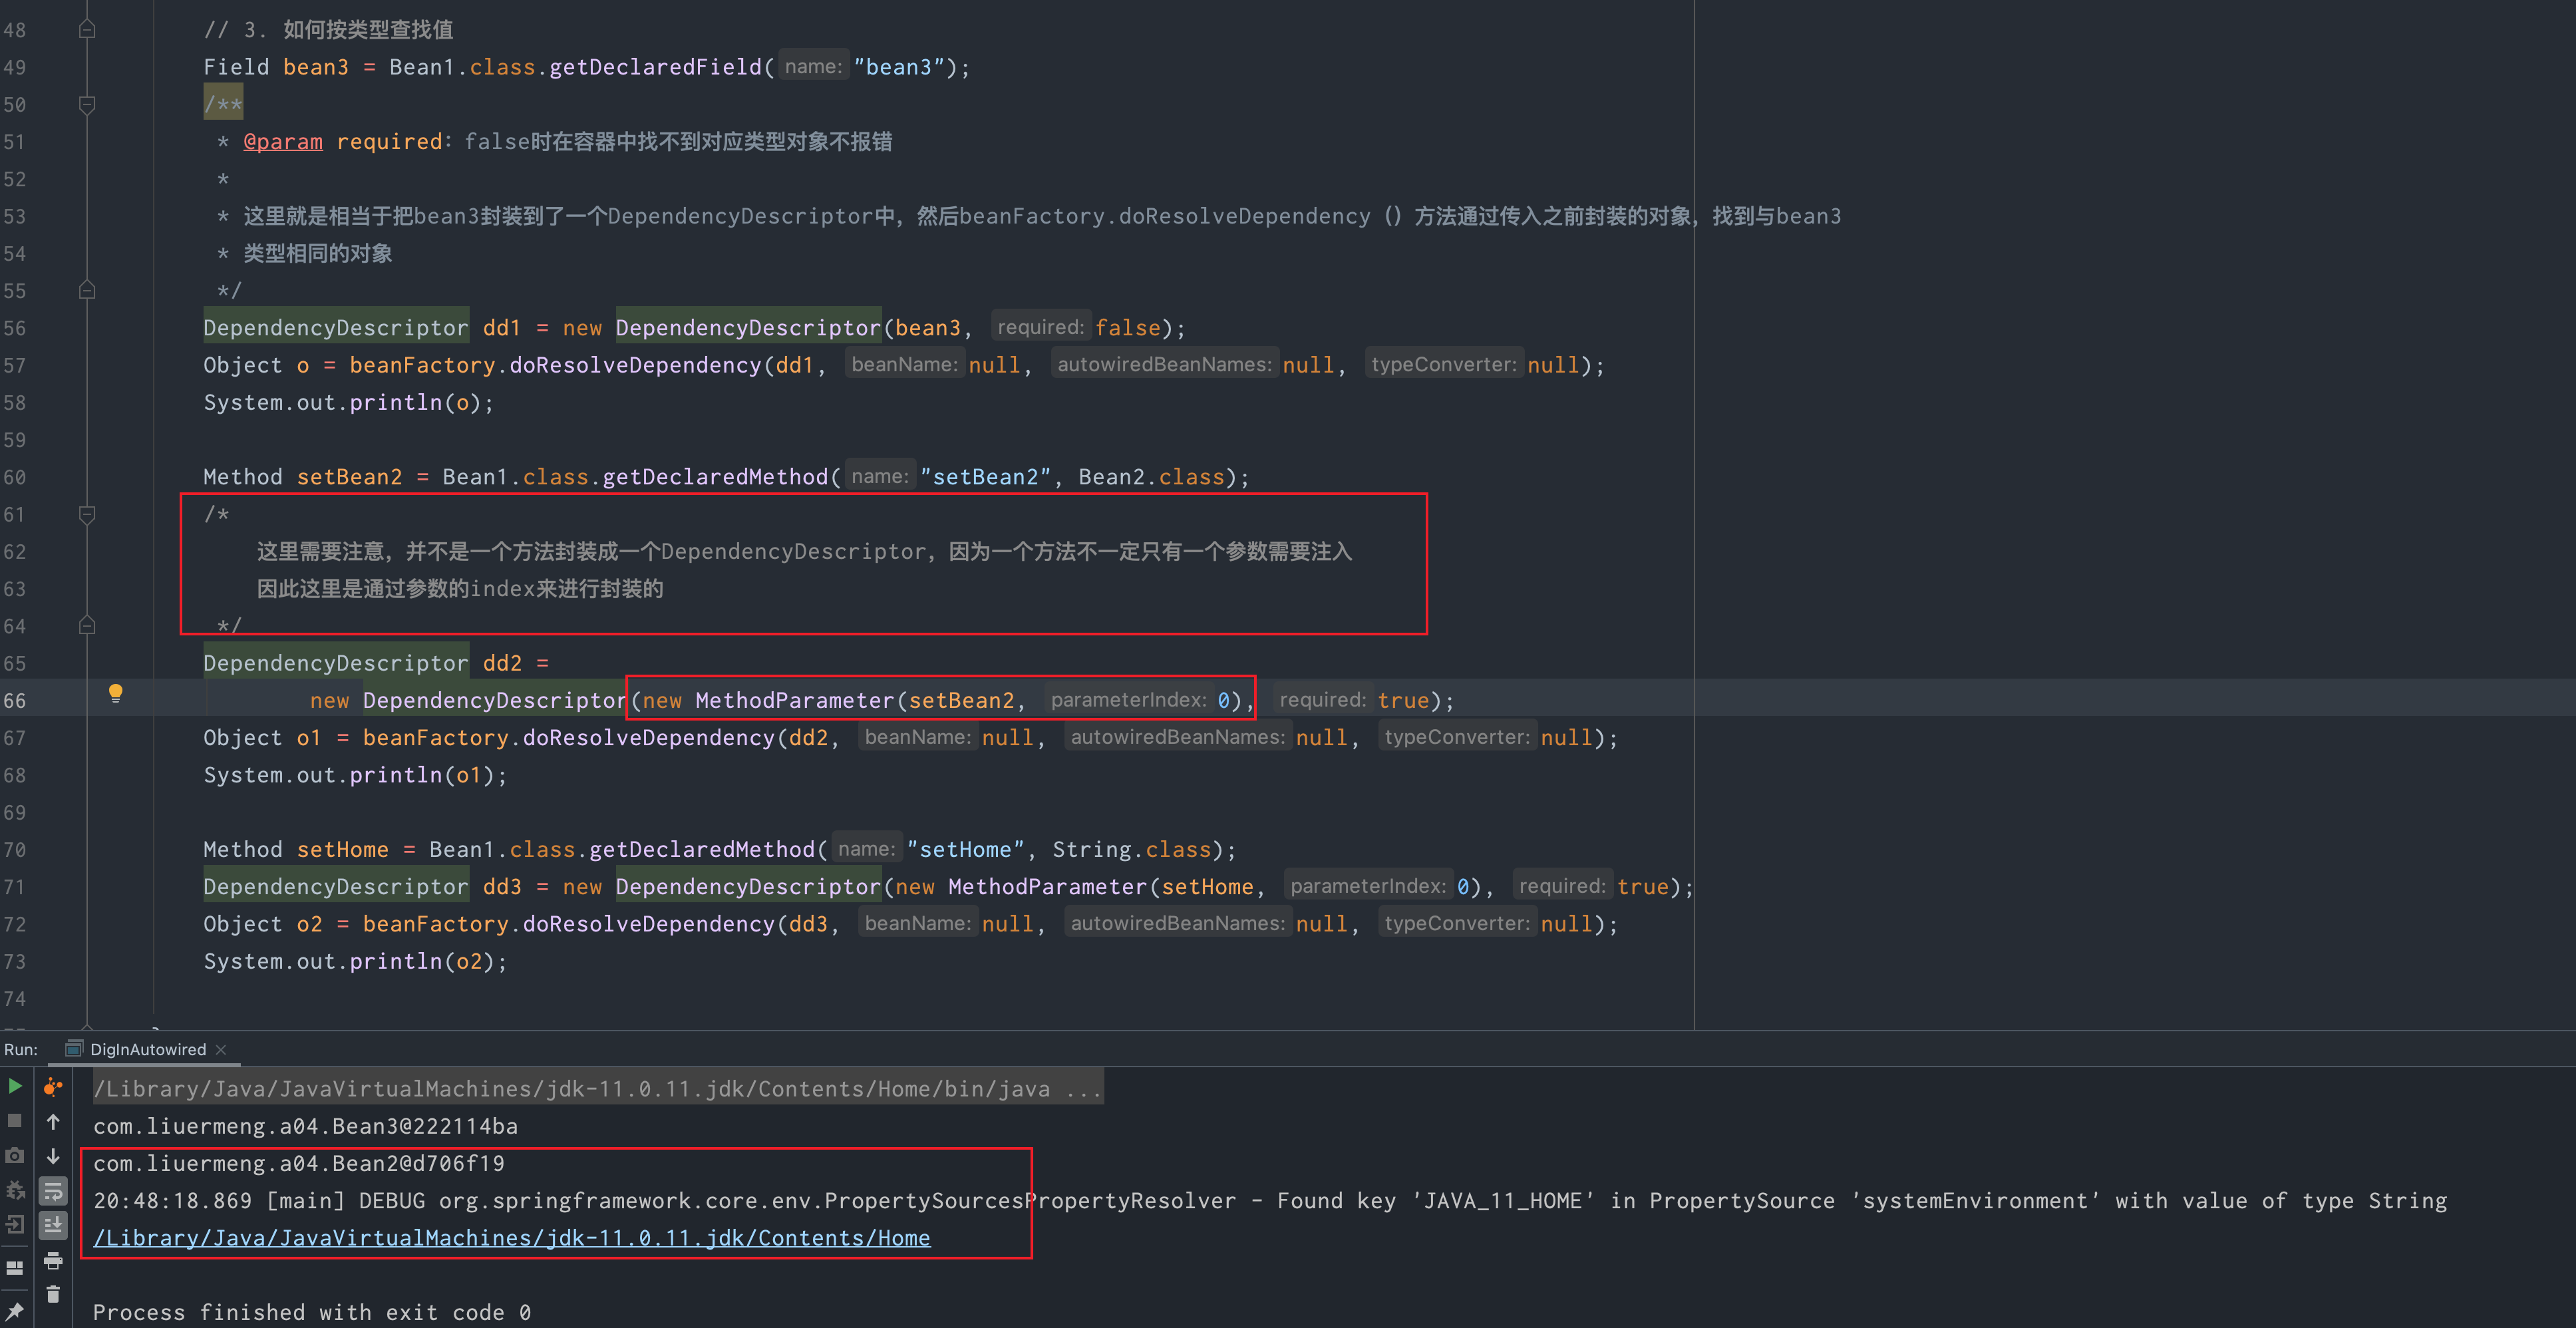 48 // 3. 如何按类型查找值
49 Field bean3 = Bean1.class.getDeclaredField( name: "bean3");
50 /**
51 * @param required：false时在容器中找不到对应类型对象不报错
52 *
53 * 这里就是相当于把bean3封装到了一个DependencyDescriptor中，然后beanFactory.doResolveDependency（）方法通过传入之前封装的对象，找到与bean3
54 * 类型相同的对象
55 */
56 DependencyDescriptor dd1 = new DependencyDescriptor(bean3, required: false);
57 Object o = beanFactory.doResolveDependency(dd1, beanName: null, autowiredBeanNames: null, typeConverter: null);
58 System.out.println(o);
59
60 Method setBean2 = Bean1.class.getDeclaredMethod( name: "setBean2", Bean2.class);
61 /*
62 这里需要注意，并不是一个方法封装成一个DependencyDescriptor，因为一个方法不一定只有一个参数需要注入
63 因此这里是通过参数的index来进行封装的
64 */
65 DependencyDescriptor dd2 =
66 new DependencyDescriptor(new MethodParameter(setBean2, parameterIndex: 0), required: true);
67 Object o1 = beanFactory.doResolveDependency(dd2, beanName: null, autowiredBeanNames: null, typeConverter: null);
68 System.out.println(o1);
69
70 Method setHome = Bean1.class.getDeclaredMethod( name: "setHome", String.class);
71 DependencyDescriptor dd3 = new DependencyDescriptor(new MethodParameter(setHome, parameterIndex: 0), required: true);
72 Object o2 = beanFactory.doResolveDependency(dd3, beanName: null, autowiredBeanNames: null, typeConverter: null);
73 System.out.println(o2);
74
Run: DigInAutowired
/Library/Java/JavaVirtualMachines/jdk-11.0.11.jdk/Contents/Home/bin/java ...
com.liuermeng.a04.Bean3@222114ba
com.liuermeng.a04.Bean2@d706f19
20:48:18.869 [main] DEBUG org.springframework.core.env.PropertySourcesPropertyResolver - Found key 'JAVA_11_HOME' in PropertySource 'systemEnvironment' with value of type String
/Library/Java/JavaVirtualMachines/jdk-11.0.11.jdk/Contents/Home
Process finished with exit code 0